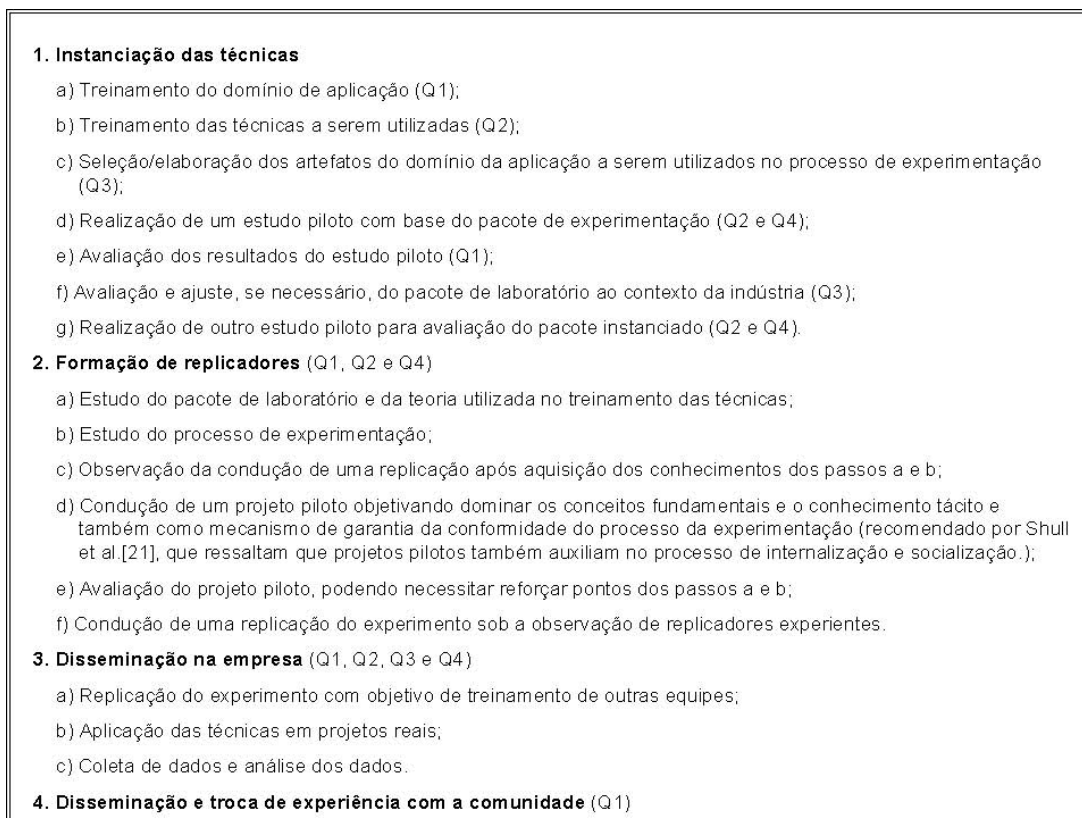 1. Instanciação das técnicas
a) Treinamento do domínio de aplicação (Q1);
b) Treinamento das técnicas a serem utilizadas (Q2);
c) Seleção/elaboração dos artefatos do domínio da aplicação a serem utilizados no processo de experimentação
(Q3);
d) Realização de um estudo piloto com base do pacote de experimentação (Q2 e Q4);
e) Avaliação dos resultados do estudo piloto (Q1);
f) Avaliação e ajuste, se necessário, do pacote de laboratório ao contexto da indústria (Q3);
g) Realização de outro estudo piloto para avaliação do pacote instanciado (Q2 e Q4).
2. Formação de replicadores (Q1, Q2 e Q4)
a) Estudo do pacote de laboratório e da teoria utilizada no treinamento das técnicas;
b) Estudo do processo de experimentação;
c) Observação da condução de uma replicação após aquisição dos conhecimentos dos passos a e b;
d) Condução de um projeto piloto objetivando dominar os conceitos fundamentais e o conhecimento tácito e
também como mecanismo de garantia da conformidade do processo da experimentação (recomendado por Shull
et al.[21], que ressaltam que projetos pilotos também auxiliam no processo de internalização e socialização.);
e) Avaliação do projeto piloto, podendo necessitar reforçar pontos dos passos a e b;
f) Condução de uma replicação do experimento sob a observação de replicadores experientes.
3. Disseminação na empresa (Q1, Q2, Q3 e Q4)
a) Replicação do experimento com objetivo de treinamento de outras equipes;
b) Aplicação das técnicas em projetos reais;
c) Coleta de dados e análise dos dados.
4. Disseminação e troca de experiência com a comunidade (Q1)